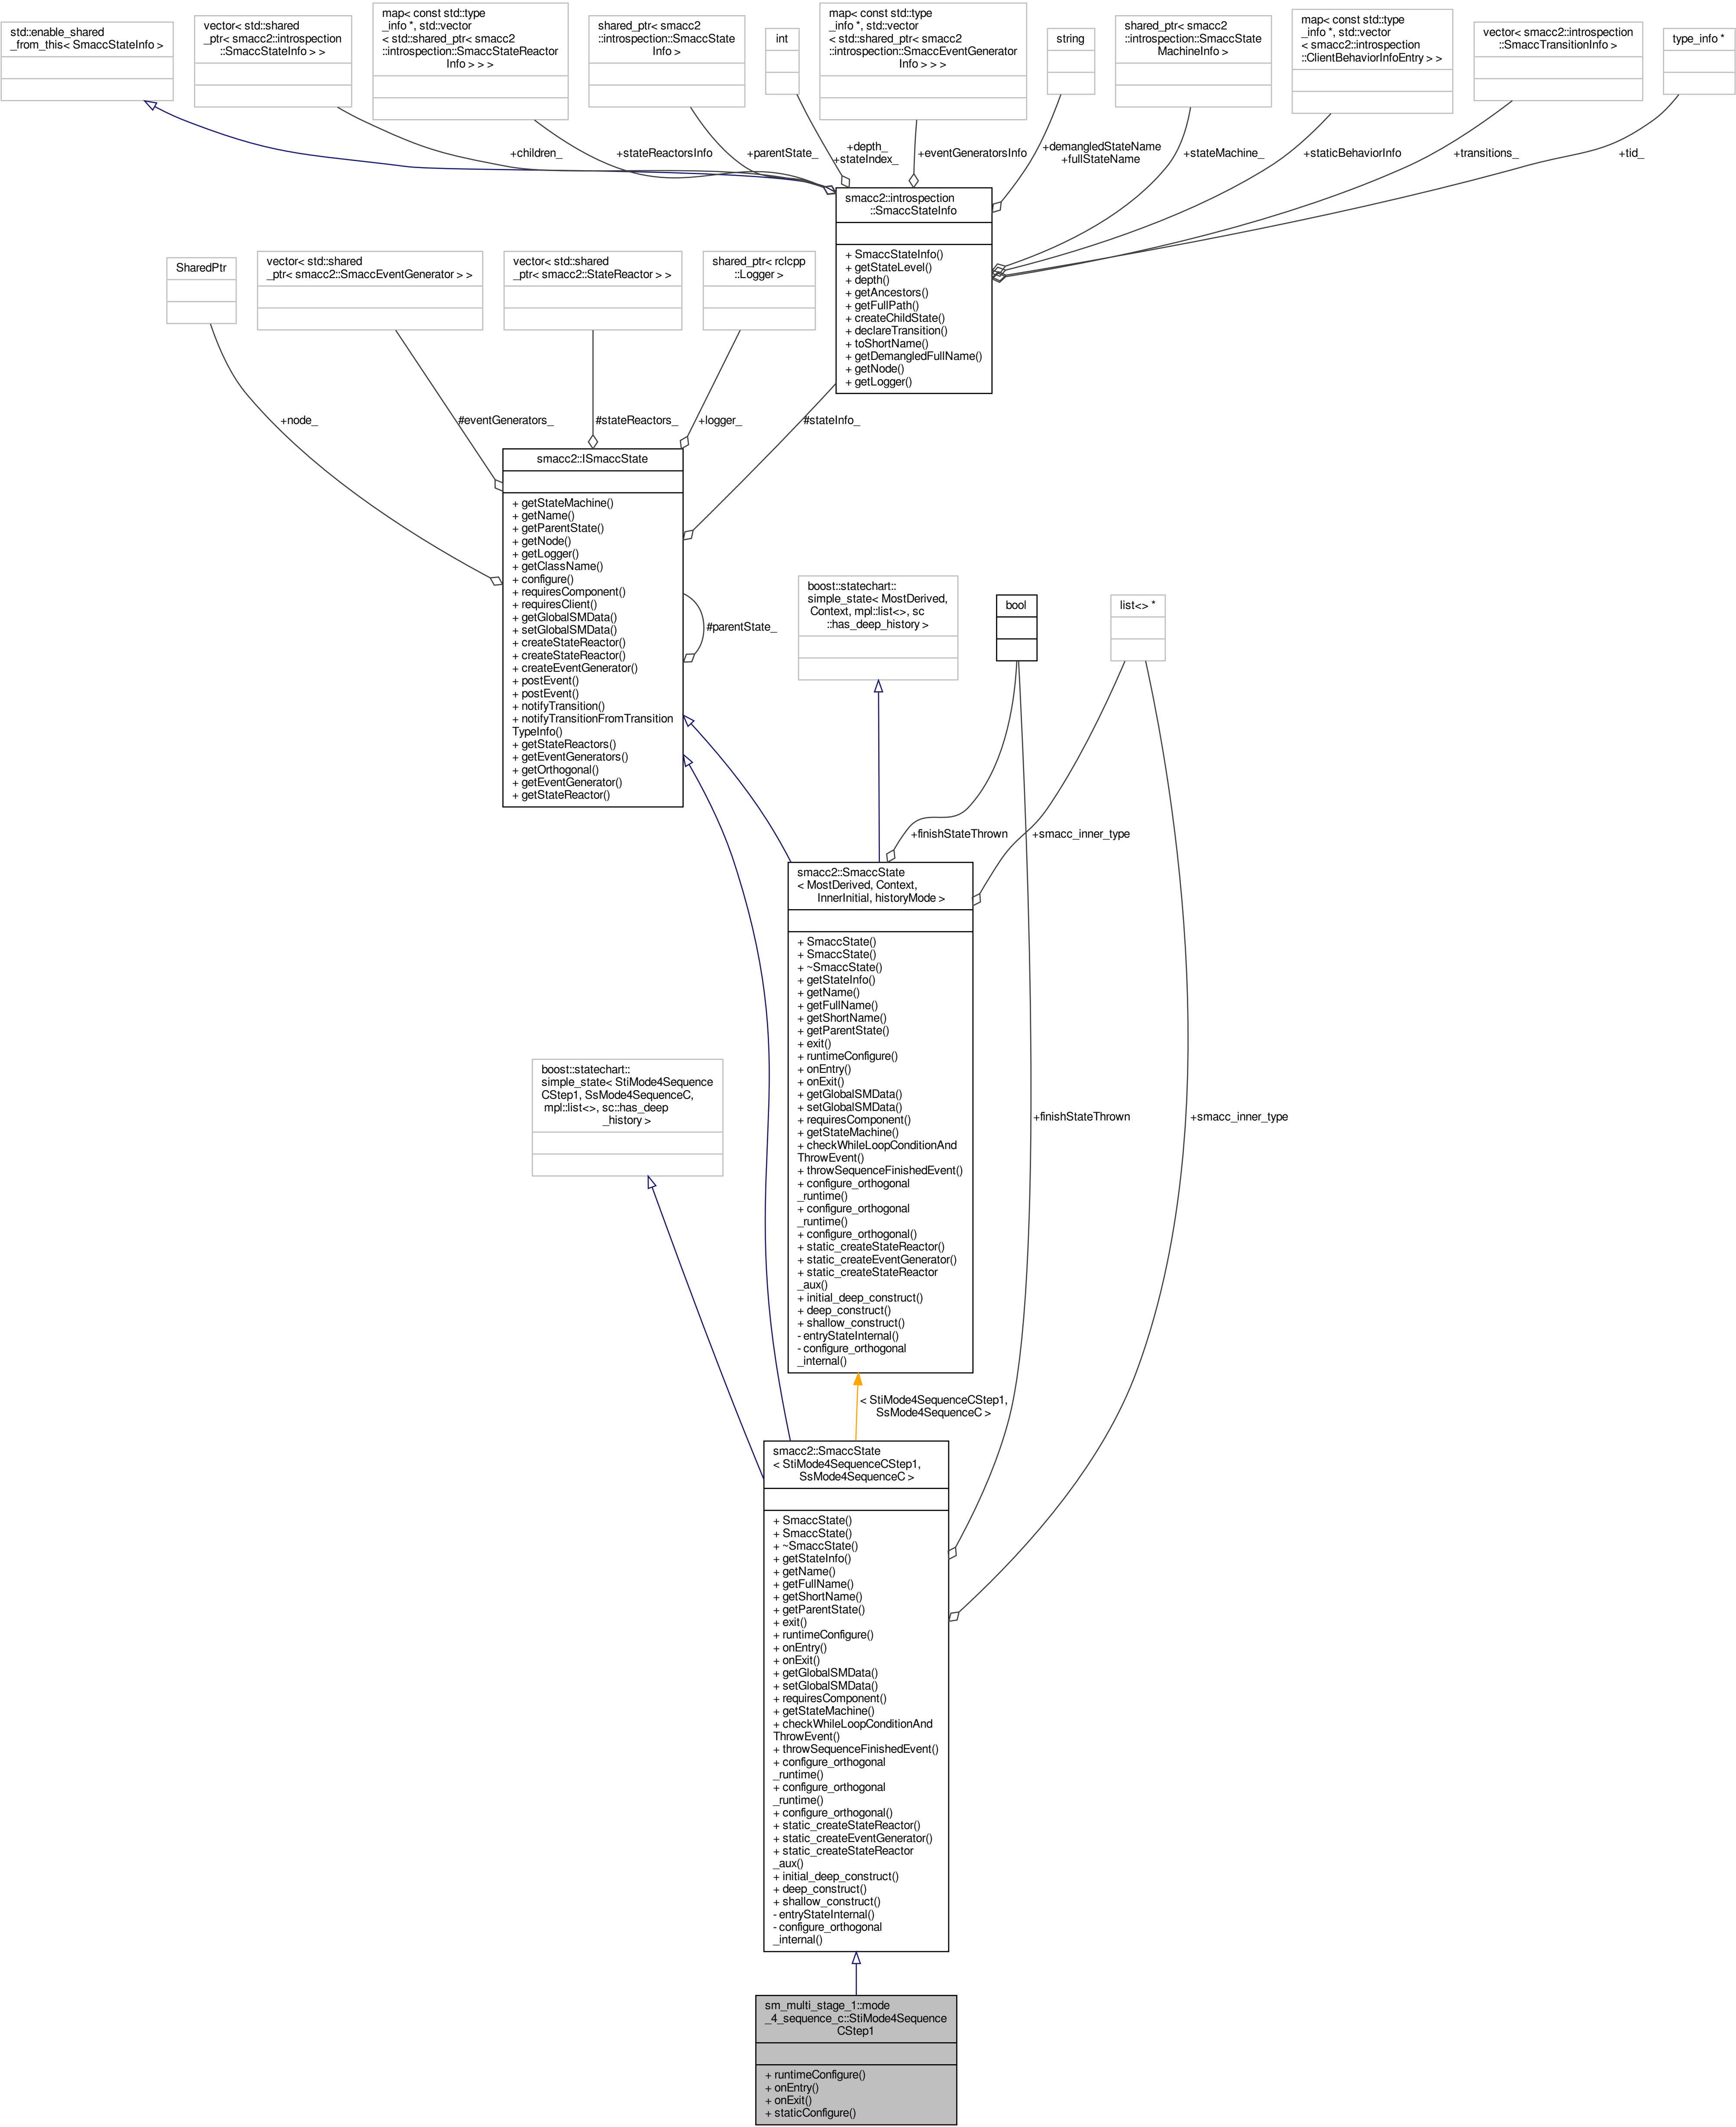 std::enable_shared
_from_this< SmaccStateInfo >
vector< std::shared
_ptr< smacc2::introspection
::SmaccStateInfo > >
map< const std::type
_info *, std::vector
< std::shared_ptr< smacc2
::introspection::SmaccStateReactor
Info > > >
shared_ptr< smacc2
::introspection::SmaccState
Info >
int
map< const std::type
_info *, std::vector
< std::shared_ptr< smacc2
::introspection::SmaccEventGenerator
Info > > >
string
shared_ptr< smacc2
::introspection::SmaccState
MachineInfo >
map< const std::type
_info *, std::vector
< smacc2::introspection
::ClientBehaviorInfoEntry > >
vector< smacc2::introspection
::SmaccTransitionInfo >
type_info *
+children_
+stateReactorsInfo
+parentState_
+depth_
+stateIndex_
+eventGeneratorsInfo
+demangledStateName
+fullStateName
+stateMachine_
+staticBehaviorInfo
+transitions_
+tid_
smacc2::introspection
::SmaccStateInfo
+ SmaccStateInfo()
+ getStateLevel()
+ depth()
+ getAncestors()
+ getFullPath()
+ createChildState()
+ declareTransition()
+ toShortName()
+ getDemangledFullName()
+ getNode()
+ getLogger()
SharedPtr
vector< std::shared
_ptr< smacc2::SmaccEventGenerator > >
vector< std::shared
_ptr< smacc2::StateReactor > >
shared_ptr< rclcpp
::Logger >
+node_
#eventGenerators_
#stateReactors_
+logger_
#stateInfo_
smacc2::ISmaccState
+ getStateMachine()
+ getName()
+ getParentState()
+ getNode()
+ getLogger()
+ getClassName()
+ configure()
+ requiresComponent()
+ requiresClient()
+ getGlobalSMData()
+ setGlobalSMData()
+ createStateReactor()
+ createStateReactor()
+ createEventGenerator()
+ postEvent()
+ postEvent()
+ notifyTransition()
+ notifyTransitionFromTransition
TypeInfo()
+ getStateReactors()
+ getEventGenerators()
+ getOrthogonal()
+ getEventGenerator()
+ getStateReactor()
#parentState_
boost::statechart::
simple_state< MostDerived,
Context, mpl::list<>, sc
::has_deep_history >
bool
list<> *
+finishStateThrown
+smacc_inner_type
smacc2::SmaccState
< MostDerived, Context,
InnerInitial, historyMode >
+ SmaccState()
+ SmaccState()
+ ~SmaccState()
+ getStateInfo()
+ getName()
+ getFullName()
+ getShortName()
+ getParentState()
+ exit()
+ runtimeConfigure()
+ onEntry()
+ onExit()
+ getGlobalSMData()
+ setGlobalSMData()
+ requiresComponent()
+ getStateMachine()
+ checkWhileLoopConditionAnd
ThrowEvent()
+ throwSequenceFinishedEvent()
+ configure_orthogonal
_runtime()
+ configure_orthogonal
_runtime()
+ configure_orthogonal()
+ static_createStateReactor()
+ static_createEventGenerator()
+ static_createStateReactor
_aux()
+ initial_deep_construct()
+ deep_construct()
+ shallow_construct()
- entryStateInternal()
- configure_orthogonal
_internal()
boost::statechart::
simple_state< StiMode4Sequence
CStep1, SsMode4SequenceC,
mpl::list<>, sc::has_deep
_history >
+finishStateThrown
+smacc_inner_type
< StiMode4SequenceCStep1,
SsMode4SequenceC >
smacc2::SmaccState
< StiMode4SequenceCStep1,
SsMode4SequenceC >
+ SmaccState()
+ SmaccState()
+ ~SmaccState()
+ getStateInfo()
+ getName()
+ getFullName()
+ getShortName()
+ getParentState()
+ exit()
+ runtimeConfigure()
+ onEntry()
+ onExit()
+ getGlobalSMData()
+ setGlobalSMData()
+ requiresComponent()
+ getStateMachine()
+ checkWhileLoopConditionAnd
ThrowEvent()
+ throwSequenceFinishedEvent()
+ configure_orthogonal
_runtime()
+ configure_orthogonal
_runtime()
+ configure_orthogonal()
+ static_createStateReactor()
+ static_createEventGenerator()
+ static_createStateReactor
_aux()
+ initial_deep_construct()
+ deep_construct()
+ shallow_construct()
- entryStateInternal()
- configure_orthogonal
_internal()
sm_multi_stage_1::mode
_4_sequence_c::StiMode4Sequence
CStep1
+ runtimeConfigure()
+ onEntry()
+ onExit()
+ staticConfigure()